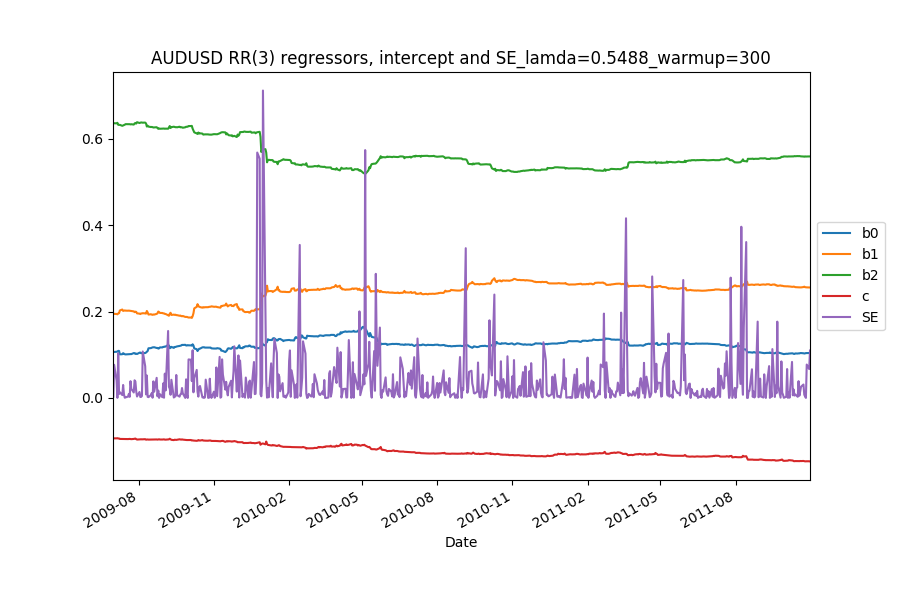 AUDUSD RR(3) regressors, intercept and SE_lamda=0.5488_warmup=300
0.6
0.4
0.2
0.0
b0
b1
b2
c
SE
2009-08
2009-11
2010-02
2010-05
2010-08
2010-11
2011-02
2011-05
2011-08
Date